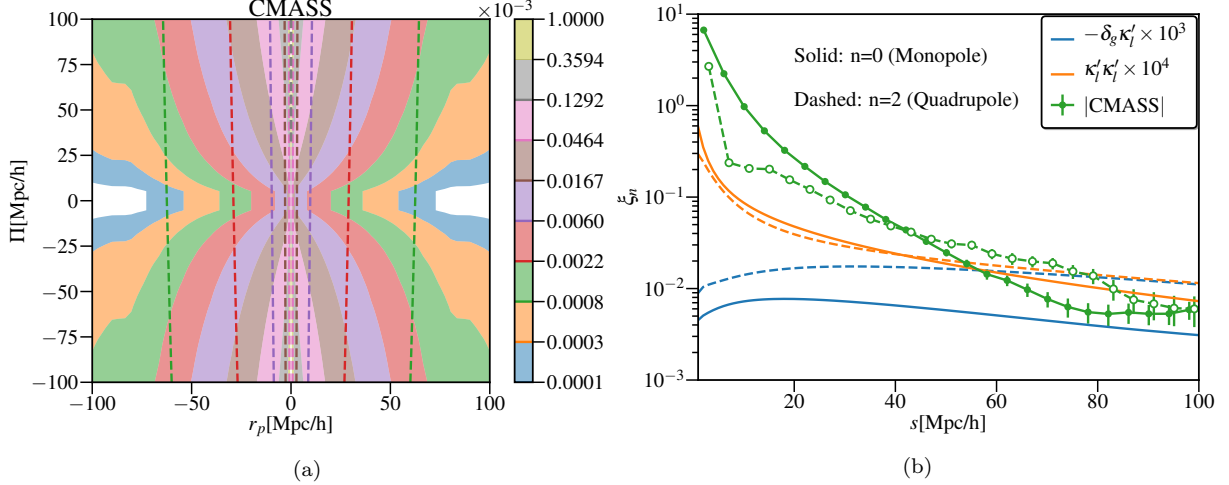 CMASS
×10⁻³
100
75
50
25
0
−25
−50
−75
−100
Π[Mpc/h]
−100
−50
0
50
100
r_p[Mpc/h]
1.0000
0.3594
0.1292
0.0464
0.0167
0.0060
0.0022
0.0008
0.0003
0.0001
(a)
10¹
10⁰
10⁻¹
10⁻²
10⁻³
ξₙ
Solid: n=0 (Monopole)
Dashed: n=2 (Quadrupole)
−δ_g κ′_l × 10³
κ′_l κ′_l × 10⁴
|CMASS|
20
40
60
80
100
s[Mpc/h]
(b)